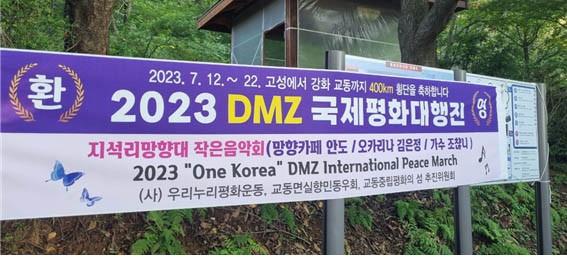 환
2023. 7. 12.~ 22. 고성에서 강화 교동까지 400km 횡단을 축하합니다
2023 DMZ 국제평화대행진
영
지석리망향대 작은음악회(망향카페 안도 / 오카리나 김은정 / 가수 조찬니)
2023 "One Korea" DMZ International Peace March
(사) 우리누리평화운동, 교동면실향민동우회, 교동중립평화의 섬 추진위원회